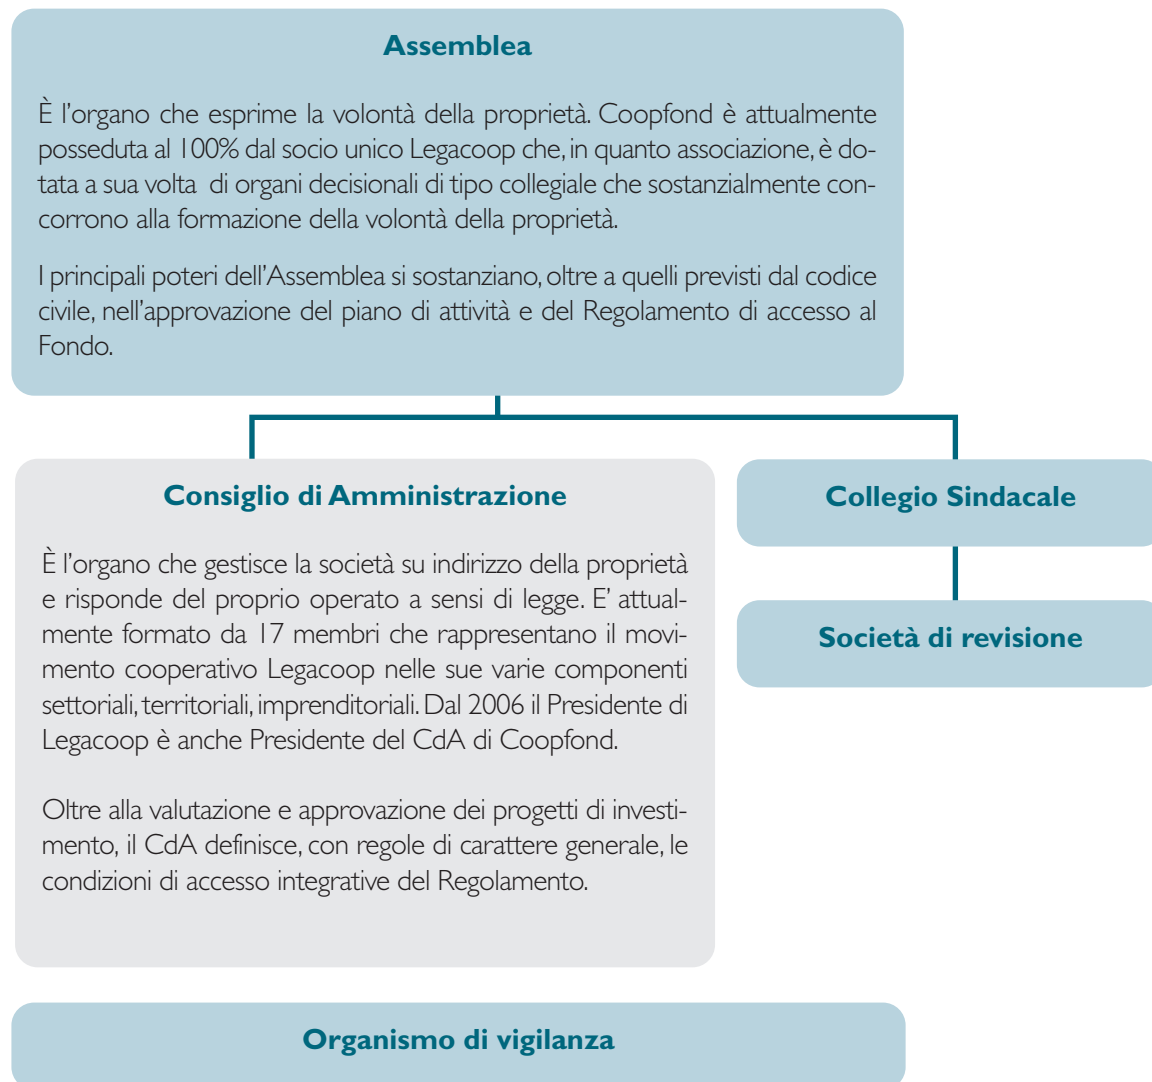 Assemblea
È l'organo che esprime la volontà della proprietà. Coopfond è attualmente
posseduta al 100% dal socio unico Legacoop che, in quanto associazione, è do-
tata a sua volta di organi decisionali di tipo collegiale che sostanzialmente con-
corrono alla formazione della volontà della proprietà.
I principali poteri dell'Assemblea si sostanziano, oltre a quelli previsti dal codice
civile, nell'approvazione del piano di attività e del Regolamento di accesso al
Fondo.
Consiglio di Amministrazione
È l'organo che gestisce la società su indirizzo della proprietà
e risponde del proprio operato a sensi di legge. E' attual-
mente formato da 17 membri che rappresentano il movi-
mento cooperativo Legacoop nelle sue varie componenti
settoriali, territoriali, imprenditoriali. Dal 2006 il Presidente di
Legacoop è anche Presidente del CdA di Coopfond.
Oltre alla valutazione e approvazione dei progetti di investi-
mento, il CdA definisce, con regole di carattere generale, le
condizioni di accesso integrative del Regolamento.
Collegio Sindacale
Società di revisione
Organismo di vigilanza